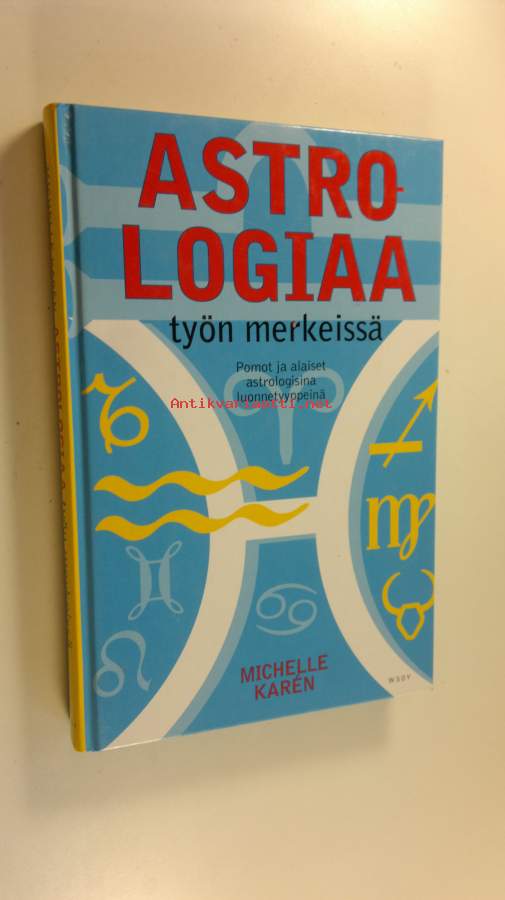 ASTRO-
LOGIAA
työn merkeissä
Pomot ja alaiset
astrologisina
luonnetyyppeinä
Antikvariaatti.net
MICHELLE
KARÉN
WSOY